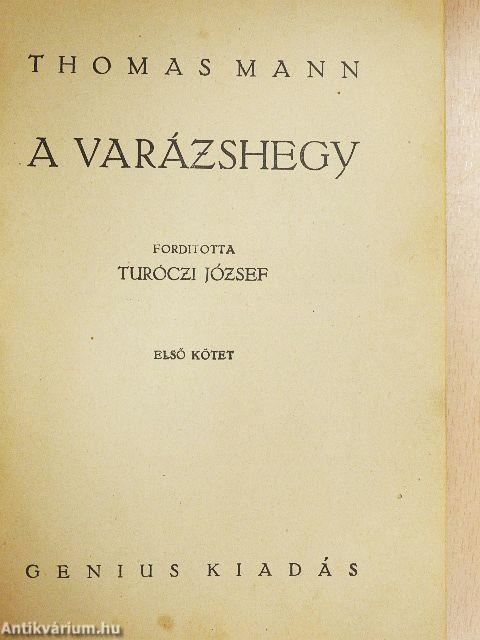 THOMAS MANN
A VARÁZSHEGY
FORDITOTTA
TURÓCZI JÓZSEF
ELSŐ KÖTET
GENIUS KIADÁS
Antikvárium.hu